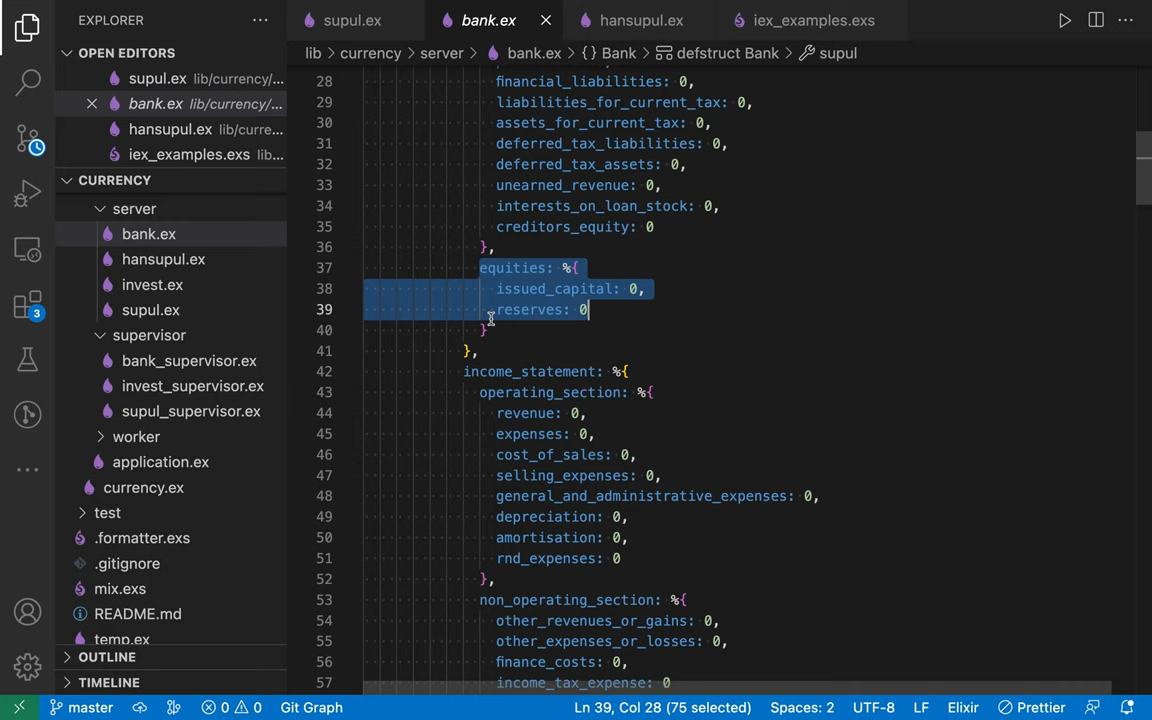 EXPLORER
supul.ex
bank.ex
hansupul.ex
iex_examples.exs
OPEN EDITORS
lib > currency > server > bank.ex > {} Bank > defstruct Bank > supul
supul.ex lib/currency/...
bank.ex lib/currency/...
hansupul.ex lib/curre...
iex_examples.exs lib...
CURRENCY
server
bank.ex
hansupul.ex
invest.ex
supul.ex
supervisor
bank_supervisor.ex
invest_supervisor.ex
supul_supervisor.ex
worker
application.ex
currency.ex
test
.formatter.exs
.gitignore
mix.exs
README.md
temp.ex
OUTLINE
TIMELINE
3
28 financial_liabilities: 0,
29 liabilities_for_current_tax: 0,
30 assets_for_current_tax: 0,
31 deferred_tax_liabilities: 0,
32 deferred_tax_assets: 0,
33 unearned_revenue: 0,
34 interests_on_loan_stock: 0,
35 creditors_equity: 0
36 },
37 equities: %{
38 issued_capital: 0,
39 reserves: 0
40 }
41 },
42 income_statement: %{
43 operating_section: %{
44 revenue: 0,
45 expenses: 0,
46 cost_of_sales: 0,
47 selling_expenses: 0,
48 general_and_administrative_expenses: 0,
49 depreciation: 0,
50 amortisation: 0,
51 rnd_expenses: 0
52 },
53 non_operating_section: %{
54 other_revenues_or_gains: 0,
55 other_expenses_or_losses: 0,
56 finance_costs: 0,
57 income_tax_expense: 0
master
0 0
Git Graph
Ln 39, Col 28 (75 selected)
Spaces: 2
UTF-8
LF
Elixir
Prettier